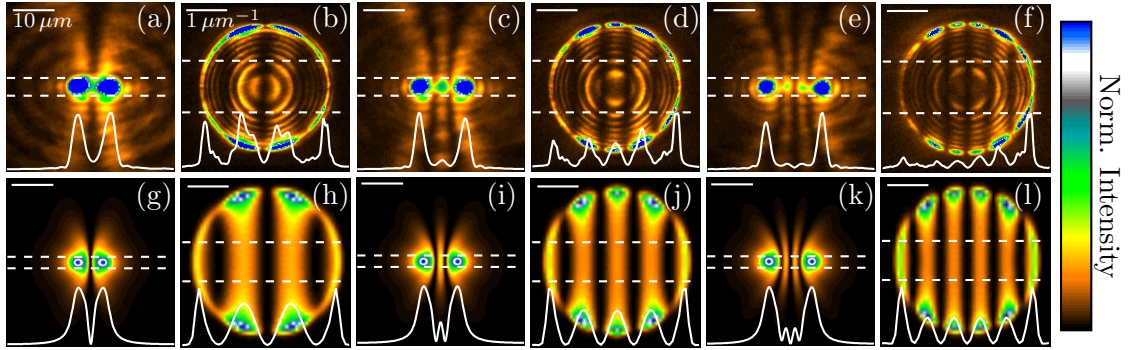 (a) (b) (c) (d) (e) (f)
10 μm 1 μm⁻¹
(g) (h) (i) (j) (k) (l)
Norm. Intensity